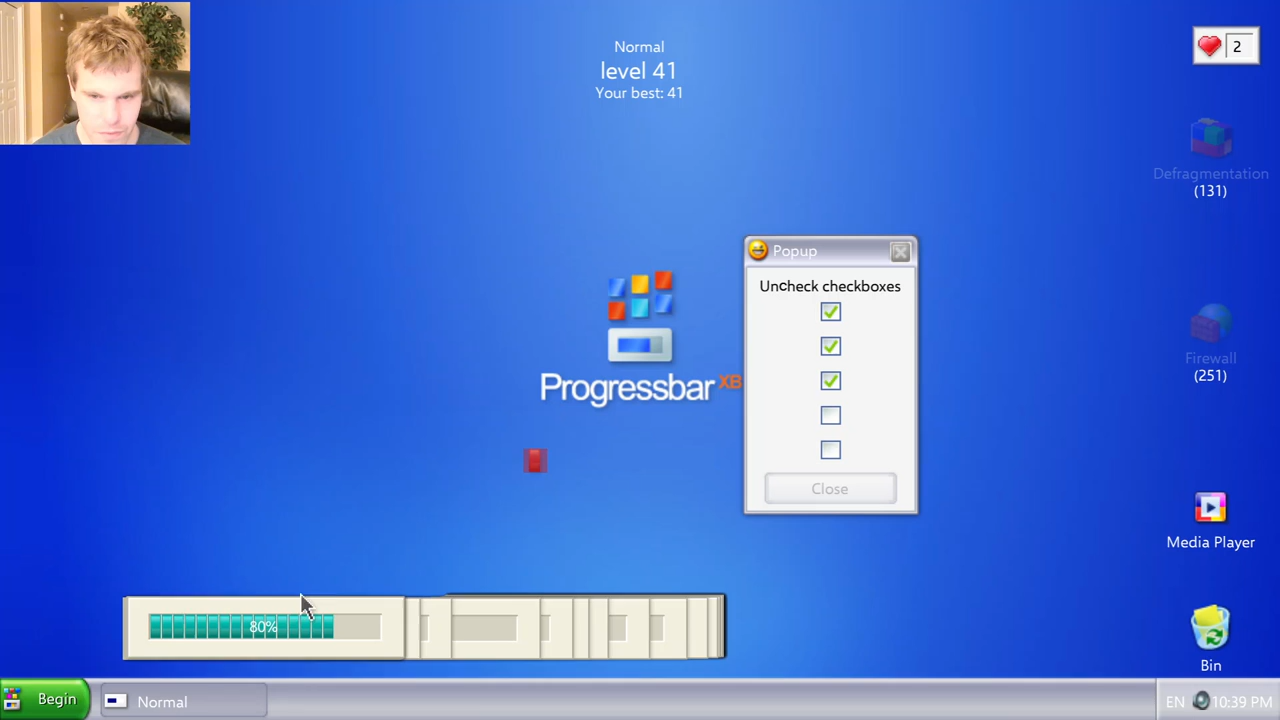 Normal
level 41
Your best: 41
2
Defragmentation
(131)
Popup
Uncheck checkboxes
Close
Progressbar XB
Firewall
(251)
Media Player
80%
Bin
Begin
Normal
EN 10:39 PM